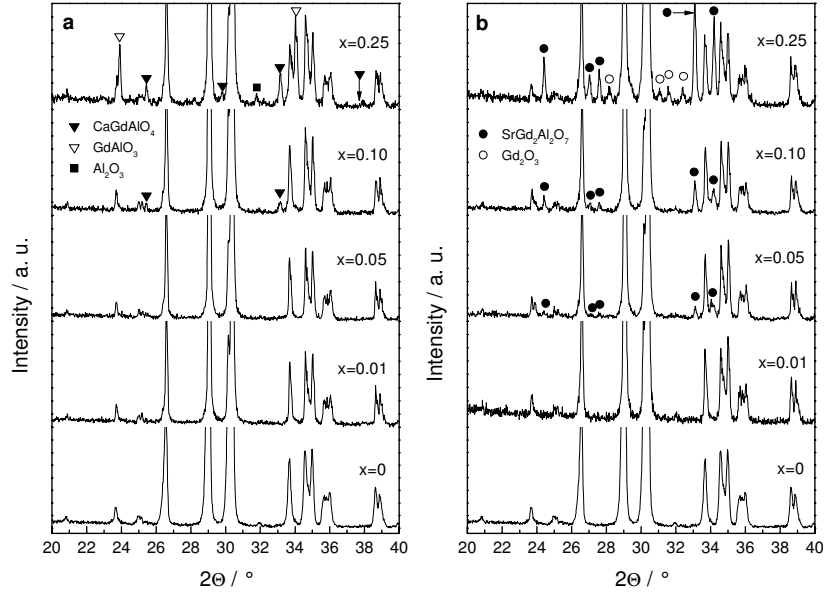 a
x=0.25
CaGdAlO₄
GdAlO₃
Al₂O₃
x=0.10
x=0.05
x=0.01
x=0
Intensity / a. u.
20 22 24 26 28 30 32 34 36 38 40
2Θ / °
b
x=0.25
SrGd₂Al₂O₇
Gd₂O₃
x=0.10
x=0.05
x=0.01
x=0
Intensity / a. u.
20 22 24 26 28 30 32 34 36 38 40
2Θ / °